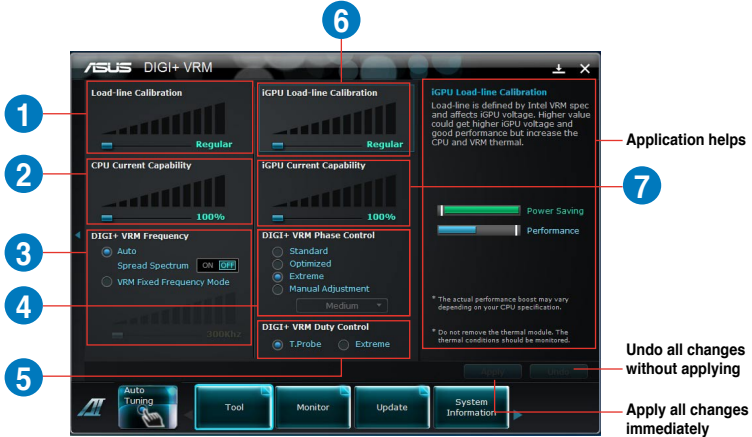 6
ASUS DIGI+ VRM
1
Load-line Calibration
Regular
iGPU Load-line Calibration
Regular
iGPU Load-line Calibration
Load-line is defined by Intel VRM spec
and affects iGPU voltage. Higher value
could get higher iGPU voltage and
good performance but increase the
CPU and VRM thermal.
Application helps
2
CPU Current Capability
100%
iGPU Current Capability
100%
7
Power Saving
Performance
3
DIGI+ VRM Frequency
Auto
Spread Spectrum ON OFF
VRM Fixed Frequency Mode
300Khz
4
DIGI+ VRM Phase Control
Standard
Optimized
Extreme
Manual Adjustment
Medium
* The actual performance boost may vary
depending on your CPU specification.
* Do not remove the thermal module. The
thermal conditions should be monitored.
5
DIGI+ VRM Duty Control
T.Probe Extreme
Apply Undo
Undo all changes
without applying
Auto
Tuning
Tool
Monitor
Update
System
Information
Apply all changes
immediately